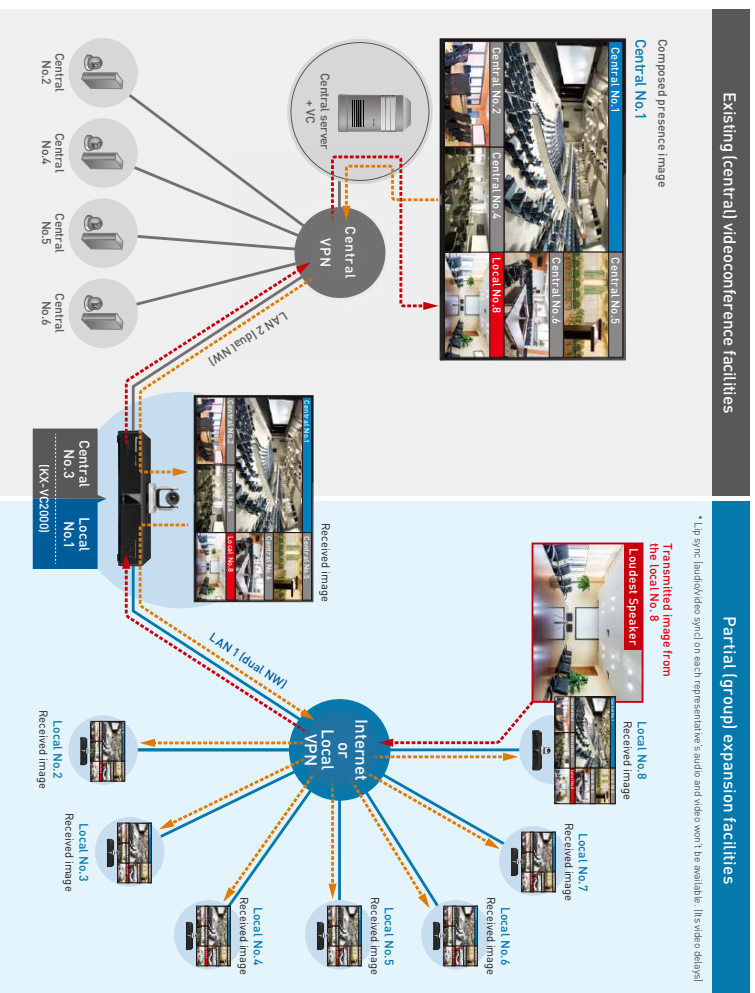 Existing (central) videoconference facilities
Composed presence image
Central No.1
Central No.1
Central No.2
Central No.4
Central No.5
Central No.6
Local No.8
Central server
+ VC
Central
VPN
Central
No.2
Central
No.4
Central
No.5
Central
No.6
LAN 2 (dual NW)
Received image
Central No.1
Central No.2
Central No.4
Central No.5
Central No.6
Local No.8
Central
No.3
Local
No.1
(KX-VC2000)
Partial (group) expansion facilities
* Lip sync (audio/video sync) on each representative's audio and video won't be available. (Its video delays)
Transmitted image from
the local No. 8
Loudest Speaker
LAN 1 (dual NW)
Internet
or
Local
VPN
Local No.8
Received image
Local No.7
Received image
Local No.6
Received image
Local No.5
Received image
Local No.4
Received image
Local No.3
Received image
Local No.2
Received image